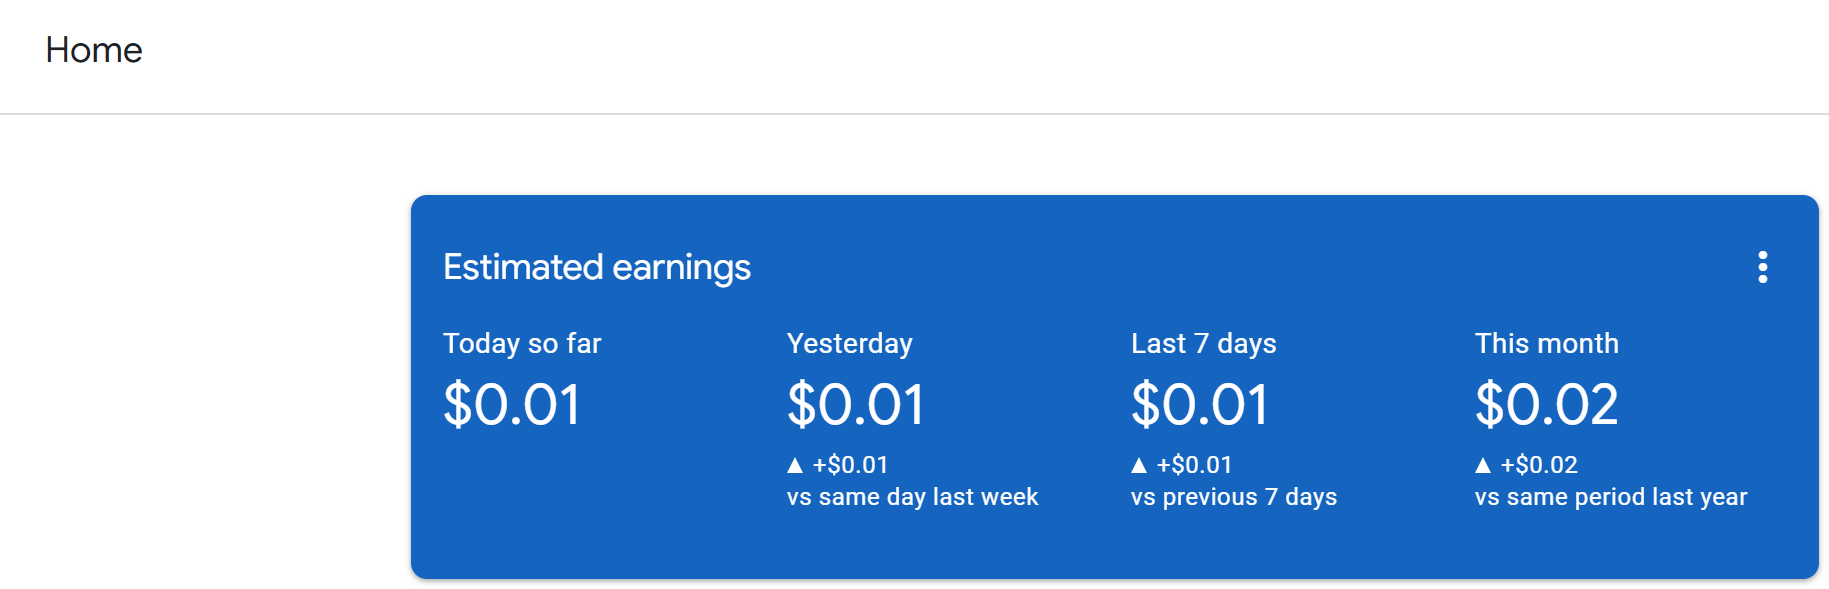 Home
Estimated earnings
Today so far
$0.01
Yesterday
$0.01
▲ +$0.01
vs same day last week
Last 7 days
$0.01
▲ +$0.01
vs previous 7 days
This month
$0.02
▲ +$0.02
vs same period last year